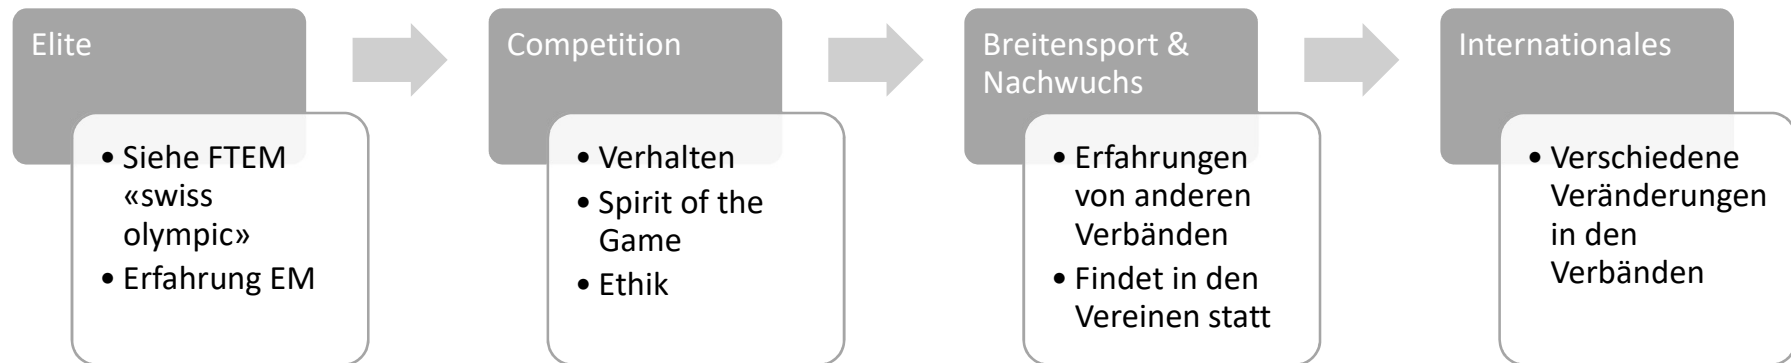 Elite
• Siehe FTEM
«swiss
olympic»
• Erfahrung EM
Competition
• Verhalten
• Spirit of the
Game
• Ethik
Breitensport &
Nachwuchs
• Erfahrungen
von anderen
Verbänden
• Findet in den
Vereinen statt
Internationales
• Verschiedene
Veränderungen
in den
Verbänden